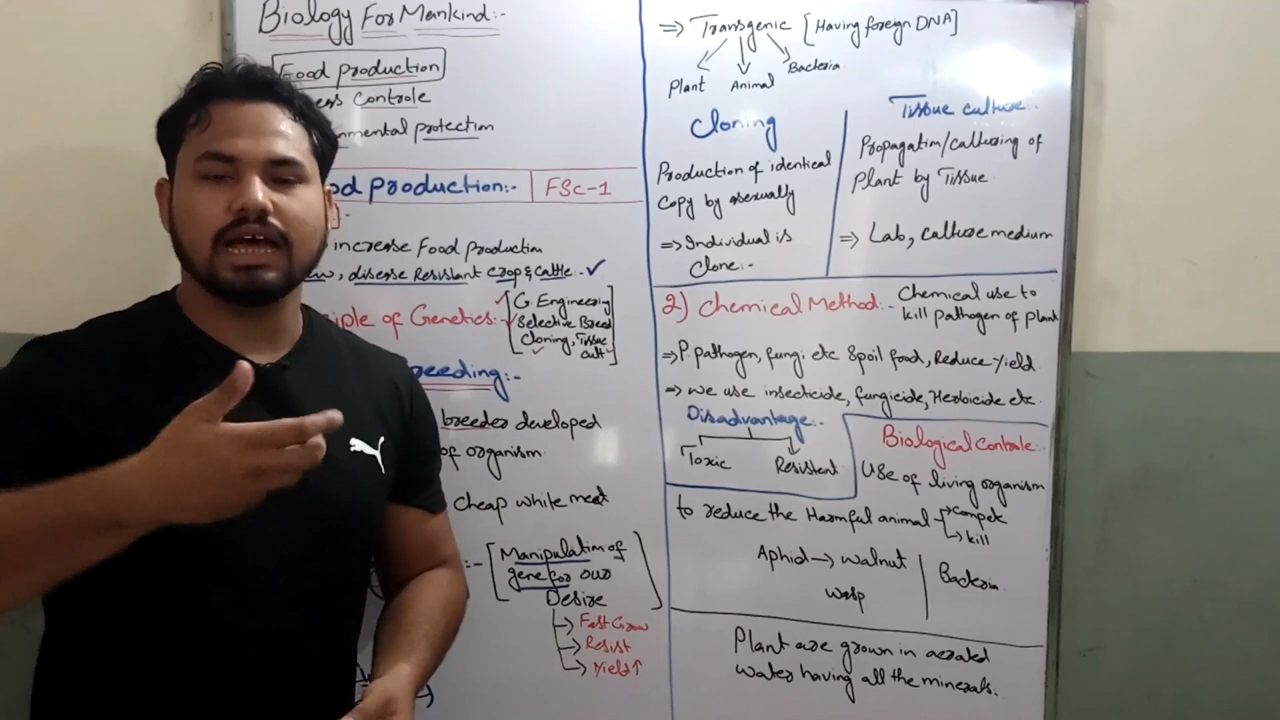 Biology For Mankind:-
Food production
Controle
nmental protection
od production:- FSc-1
increase Food production
disease Resistant crop & cattle - ✓
iple of Genetics:-
G. Engineering
Selective Breed
Cloning, Tissue
Cult
eeding:-
breeder developed
of organism
cheap white meat
:- [Manipulation of
gene for our
Desire
→ Fast Grow
→ Resist
→ Yield↑
⇒ Transgenic [Having foreign DNA]
Plant Animal Bacteria
Cloning
Production of identical
copy by asexually
⇒ Individual is
Clone:-
Tissue culture:-
Propagation/culturing of
Plant by Tissue
⇒ Lab, culture medium
2) Chemical Method:- Chemical use to
kill pathogen of plant
⇒ P. pathogen, fungi etc Spoil food, Reduce yield
⇒ we use insecticide, fungicide, Herbicide etc.
Disadvantage:-
Toxic Resistent
Biological Controle
Use of living organism
to reduce the Harmful animal → compete
→ kill
Aphid → walnut
wasp
Bacteria
Plant are grown in aerated
water having all the minerals.